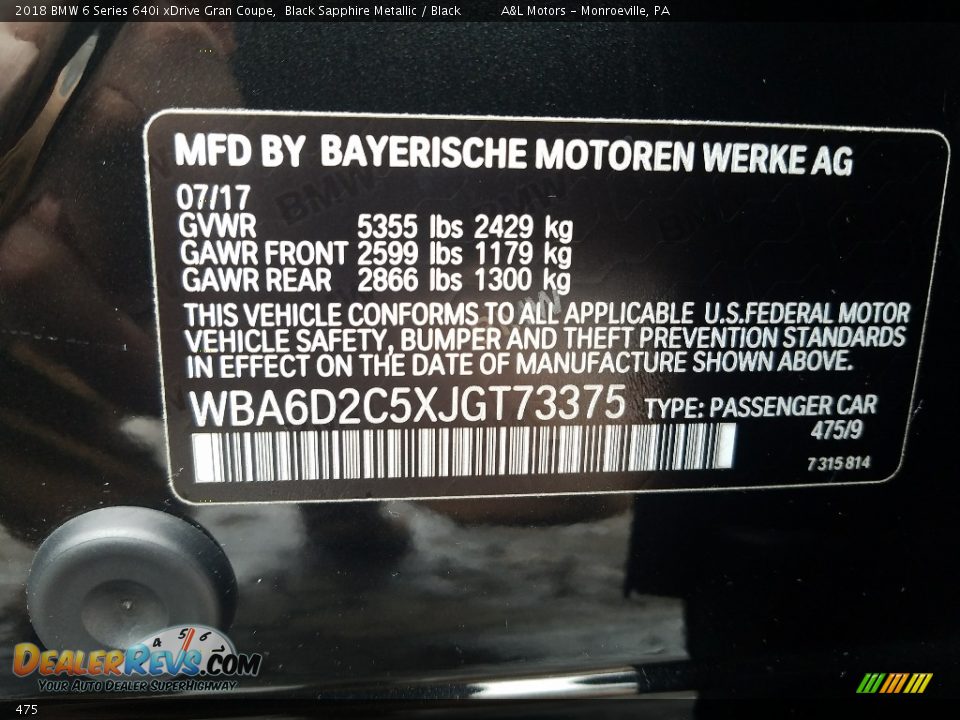 2018 BMW 6 Series 640i xDrive Gran Coupe, Black Sapphire Metallic / Black A&L Motors - Monroeville, PA
MFD BY BAYERISCHE MOTOREN WERKE AG
07/17
GVWR 5355 lbs 2429 kg
GAWR FRONT 2599 lbs 1179 kg
GAWR REAR 2866 lbs 1300 kg
THIS VEHICLE CONFORMS TO ALL APPLICABLE U.S.FEDERAL MOTOR
VEHICLE SAFETY, BUMPER AND THEFT PREVENTION STANDARDS
IN EFFECT ON THE DATE OF MANUFACTURE SHOWN ABOVE.
WBA6D2C5XJGT73375 TYPE: PASSENGER CAR
475/9
7 315 814
4 5 6
DEALERREVS.COM
YOUR AUTO DEALER SUPERHIGHWAY
475